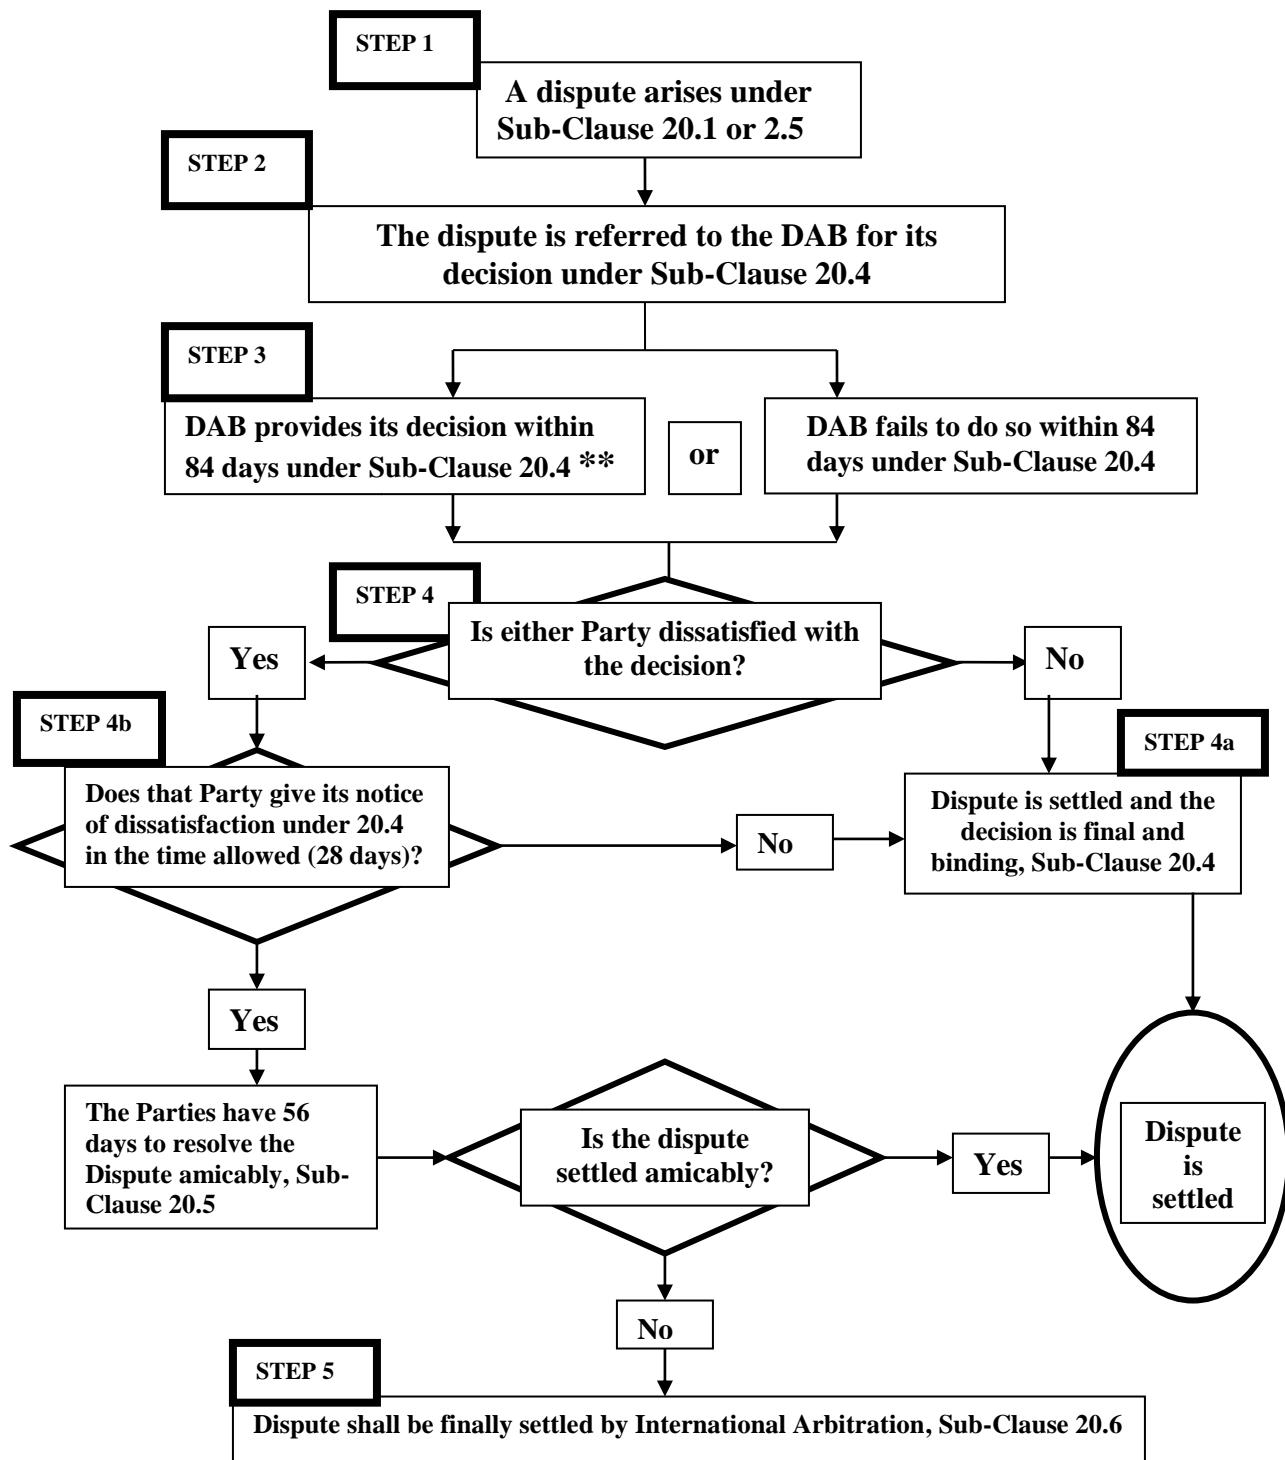 STEP 1
A dispute arises under
Sub-Clause 20.1 or 2.5
STEP 2
The dispute is referred to the DAB for its
decision under Sub-Clause 20.4
STEP 3
DAB provides its decision within
84 days under Sub-Clause 20.4 **
or
DAB fails to do so within 84
days under Sub-Clause 20.4
STEP 4
Is either Party dissatisfied with
the decision?
Yes
No
STEP 4b
STEP 4a
Does that Party give its notice
of dissatisfaction under 20.4
in the time allowed (28 days)?
No
Dispute is settled and the
decision is final and
binding, Sub-Clause 20.4
Yes
The Parties have 56
days to resolve the
Dispute amicably, Sub-
Clause 20.5
Is the dispute
settled amicably?
Yes
Dispute
is
settled
No
STEP 5
Dispute shall be finally settled by International Arbitration, Sub-Clause 20.6